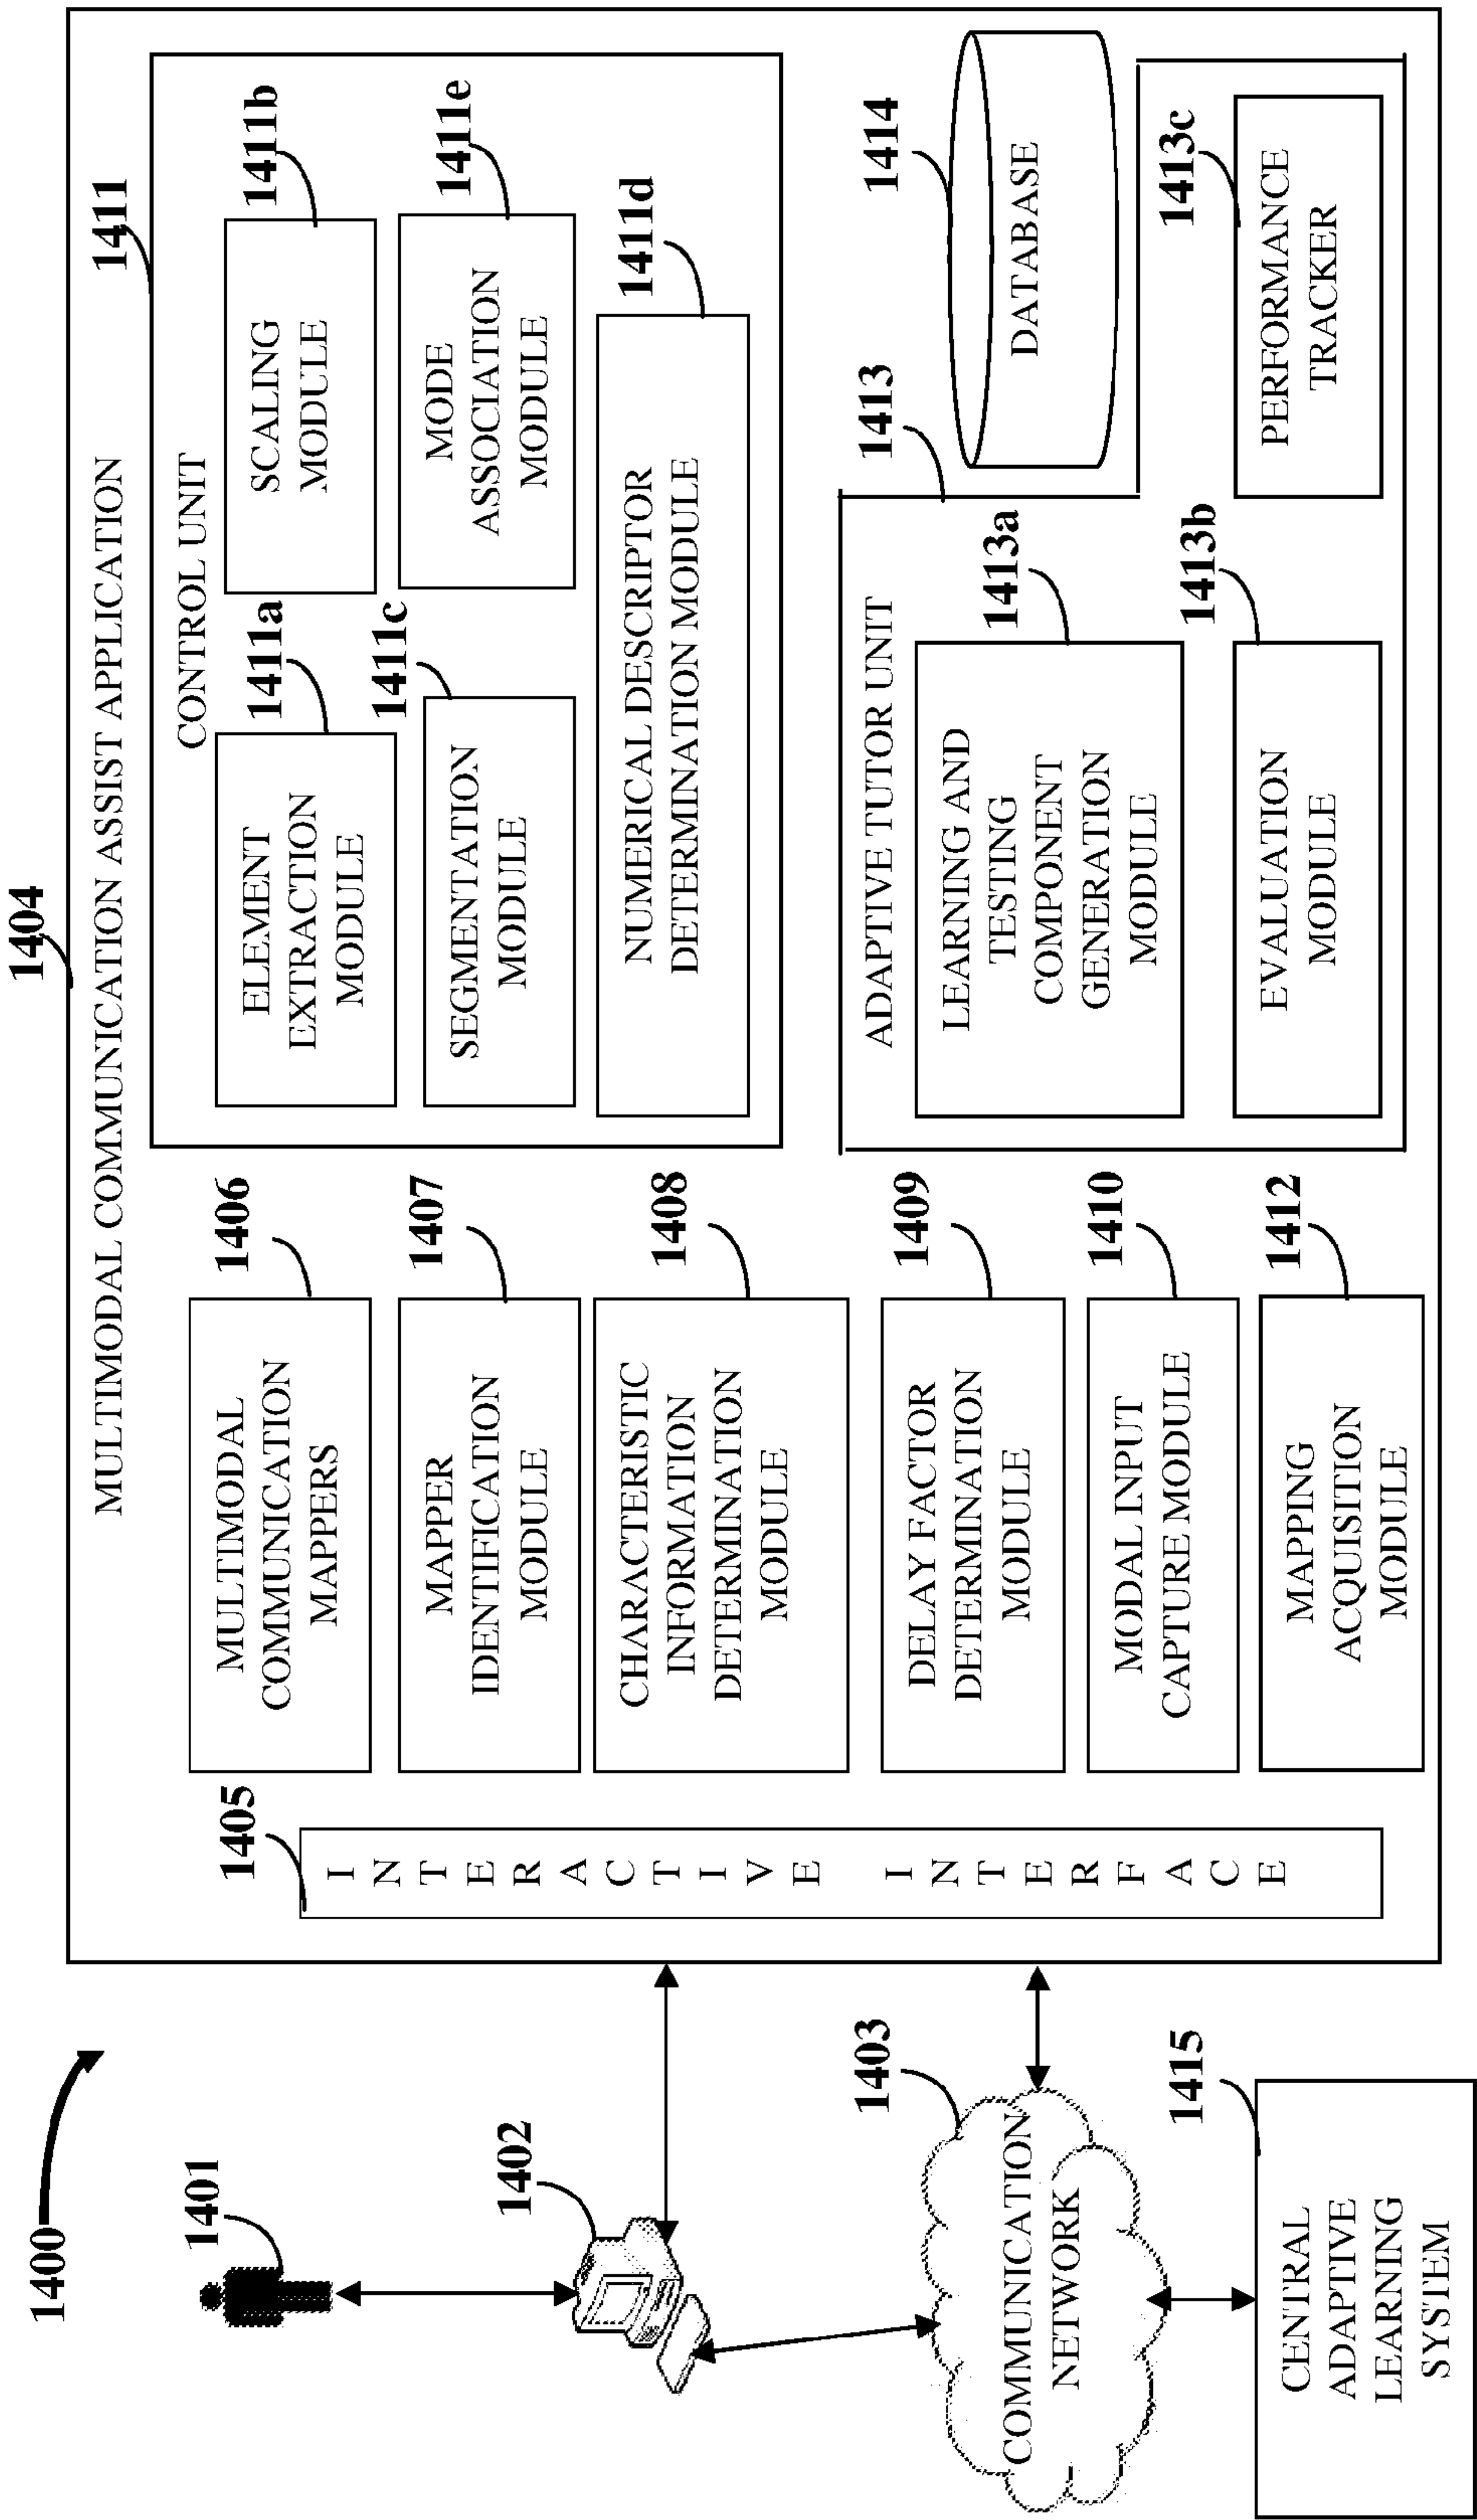 1400
1401
1402
1403
1415
COMMUNICATION
NETWORK
CENTRAL
ADAPTIVE
LEARNING
SYSTEM
1404
MULTIMODAL COMMUNICATION ASSIST APPLICATION
1405
INTERACTIVE INTERFACE
1406
MULTIMODAL
COMMUNICATION
MAPPERS
1407
MAPPER
IDENTIFICATION
MODULE
1408
CHARACTERISTIC
INFORMATION
DETERMINATION
MODULE
1409
DELAY FACTOR
DETERMINATION
MODULE
1410
MODAL INPUT
CAPTURE MODULE
1412
MAPPING
ACQUISITION
MODULE
1411
CONTROL UNIT
1411a
ELEMENT
EXTRACTION
MODULE
1411b
SCALING
MODULE
1411c
SEGMENTATION
MODULE
1411e
MODE
ASSOCIATION
MODULE
1411d
NUMERICAL DESCRIPTOR
DETERMINATION MODULE
1413
ADAPTIVE TUTOR UNIT
1413a
LEARNING AND
TESTING
COMPONENT
GENERATION
MODULE
1413b
EVALUATION
MODULE
1413c
PERFORMANCE
TRACKER
1414
DATABASE